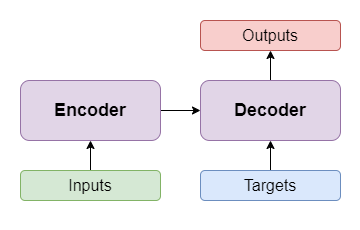 Outputs
Encoder
Decoder
Inputs
Targets